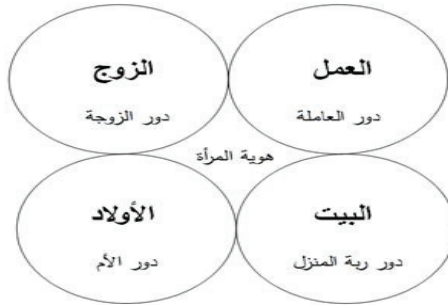 العمل
دور العاملة
الزوج
دور الزوجة
هوية المرأة
البيت
دور ربة المنزل
الأولاد
دور الأم